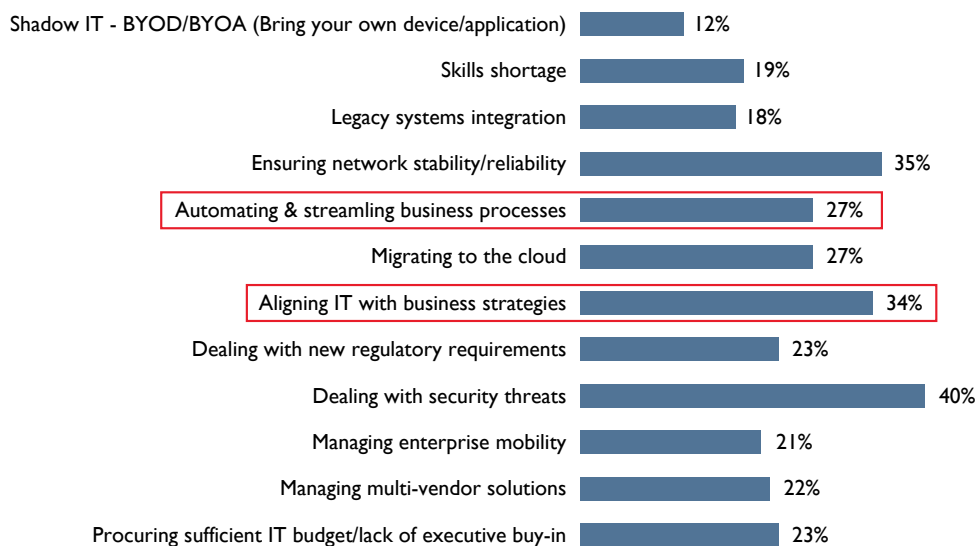 Shadow IT - BYOD/BYOA (Bring your own device/application) 12%
Skills shortage 19%
Legacy systems integration 18%
Ensuring network stability/reliability 35%
Automating & streamling business processes 27%
Migrating to the cloud 27%
Aligning IT with business strategies 34%
Dealing with new regulatory requirements 23%
Dealing with security threats 40%
Managing enterprise mobility 21%
Managing multi-vendor solutions 22%
Procuring sufficient IT budget/lack of executive buy-in 23%